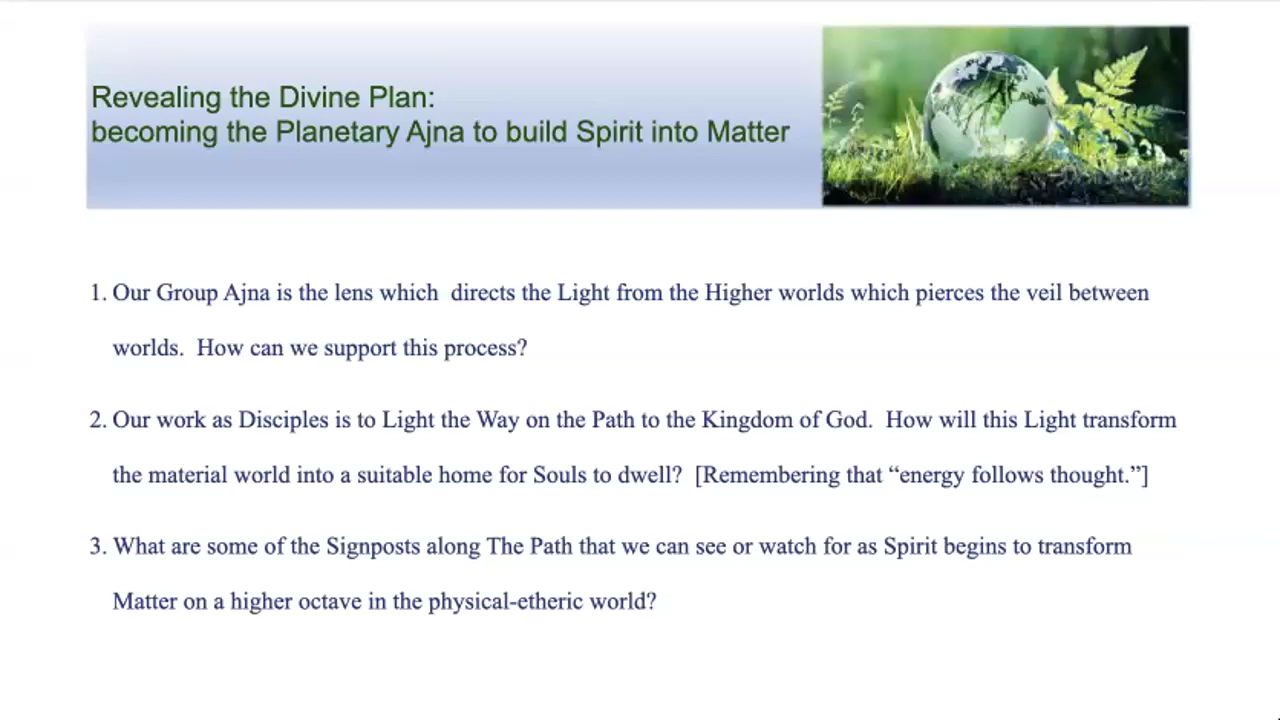 Revealing the Divine Plan:
becoming the Planetary Ajna to build Spirit into Matter
1. Our Group Ajna is the lens which  directs the Light from the Higher worlds which pierces the veil between
worlds.  How can we support this process?
2. Our work as Disciples is to Light the Way on the Path to the Kingdom of God.  How will this Light transform
the material world into a suitable home for Souls to dwell?  [Remembering that “energy follows thought.”]
3. What are some of the Signposts along The Path that we can see or watch for as Spirit begins to transform
Matter on a higher octave in the physical-etheric world?